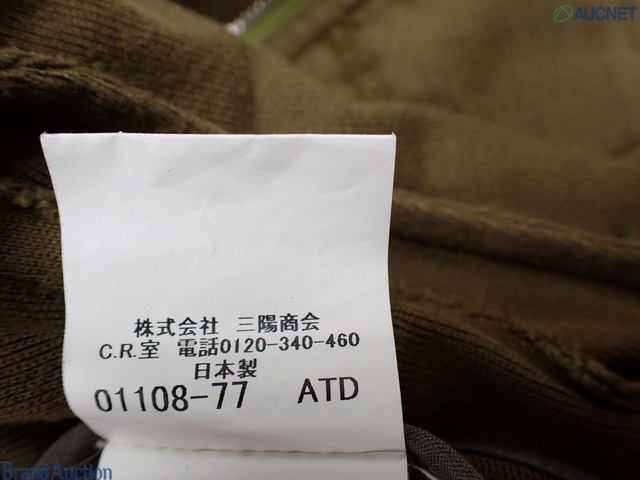 AUCNET
株式会社 三陽商会
C.R.室 電話0120-340-460
日本製
01108-77 ATD
Brand Auction